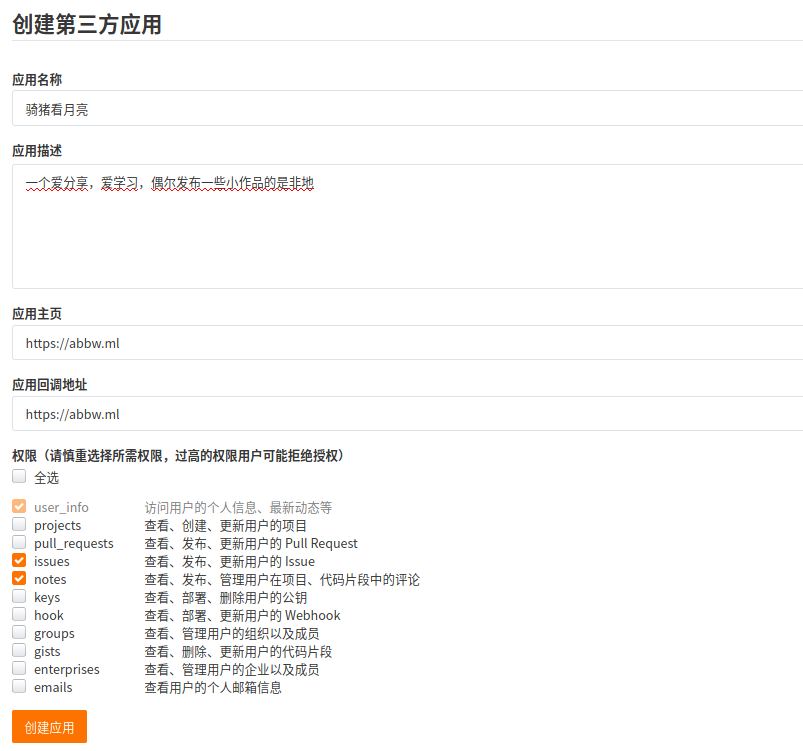 创建第三方应用
应用名称
骑猪看月亮
应用描述
一个爱分享，爱学习，偶尔发布一些小作品的是非地
应用主页
https://abbw.ml
应用回调地址
https://abbw.ml
权限（请慎重选择所需权限，过高的权限用户可能拒绝授权）
全选
user_info 访问用户的个人信息、最新动态等
projects 查看、创建、更新用户的项目
pull_requests 查看、发布、更新用户的 Pull Request
issues 查看、发布、更新用户的 Issue
notes 查看、发布、管理用户在项目、代码片段中的评论
keys 查看、部署、删除用户的公钥
hook 查看、部署、更新用户的 Webhook
groups 查看、管理用户的组织以及成员
gists 查看、删除、更新用户的代码片段
enterprises 查看、管理用户的企业以及成员
emails 查看用户的个人邮箱信息
创建应用